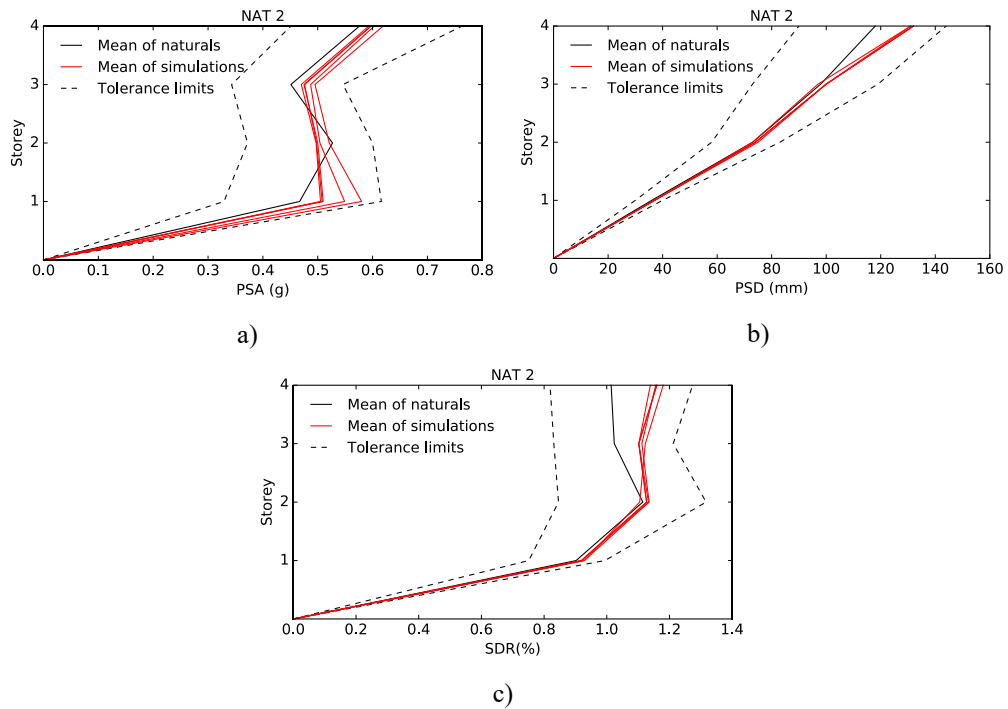 NAT 2
4
3
2
1
Storey
Mean of naturals
Mean of simulations
Tolerance limits
0.0 0.1 0.2 0.3 0.4 0.5 0.6 0.7 0.8
PSA (g)
a)
NAT 2
4
3
2
1
Storey
Mean of naturals
Mean of simulations
Tolerance limits
0 20 40 60 80 100 120 140 160
PSD (mm)
b)
NAT 2
4
3
2
1
Storey
Mean of naturals
Mean of simulations
Tolerance limits
0.0 0.2 0.4 0.6 0.8 1.0 1.2 1.4
SDR(%)
c)